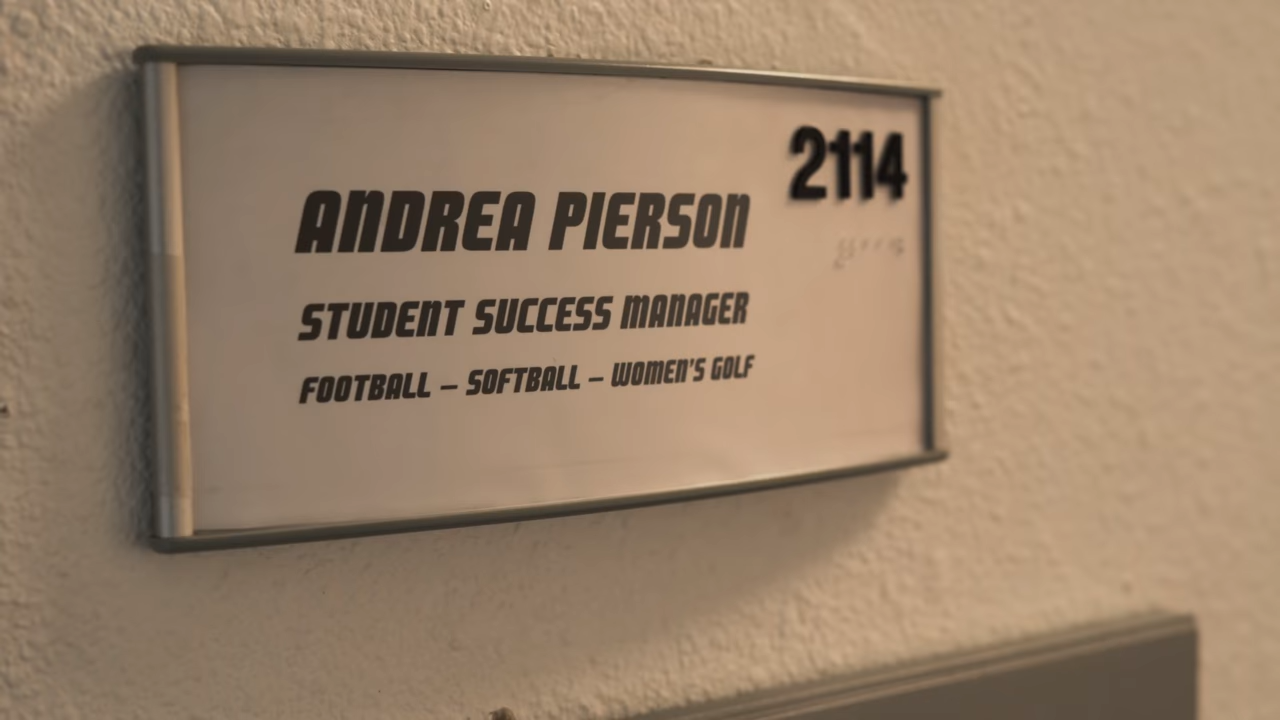 2114
ANDREA PIERSON
STUDENT SUCCESS MANAGER
FOOTBALL – SOFTBALL – WOMEN'S GOLF